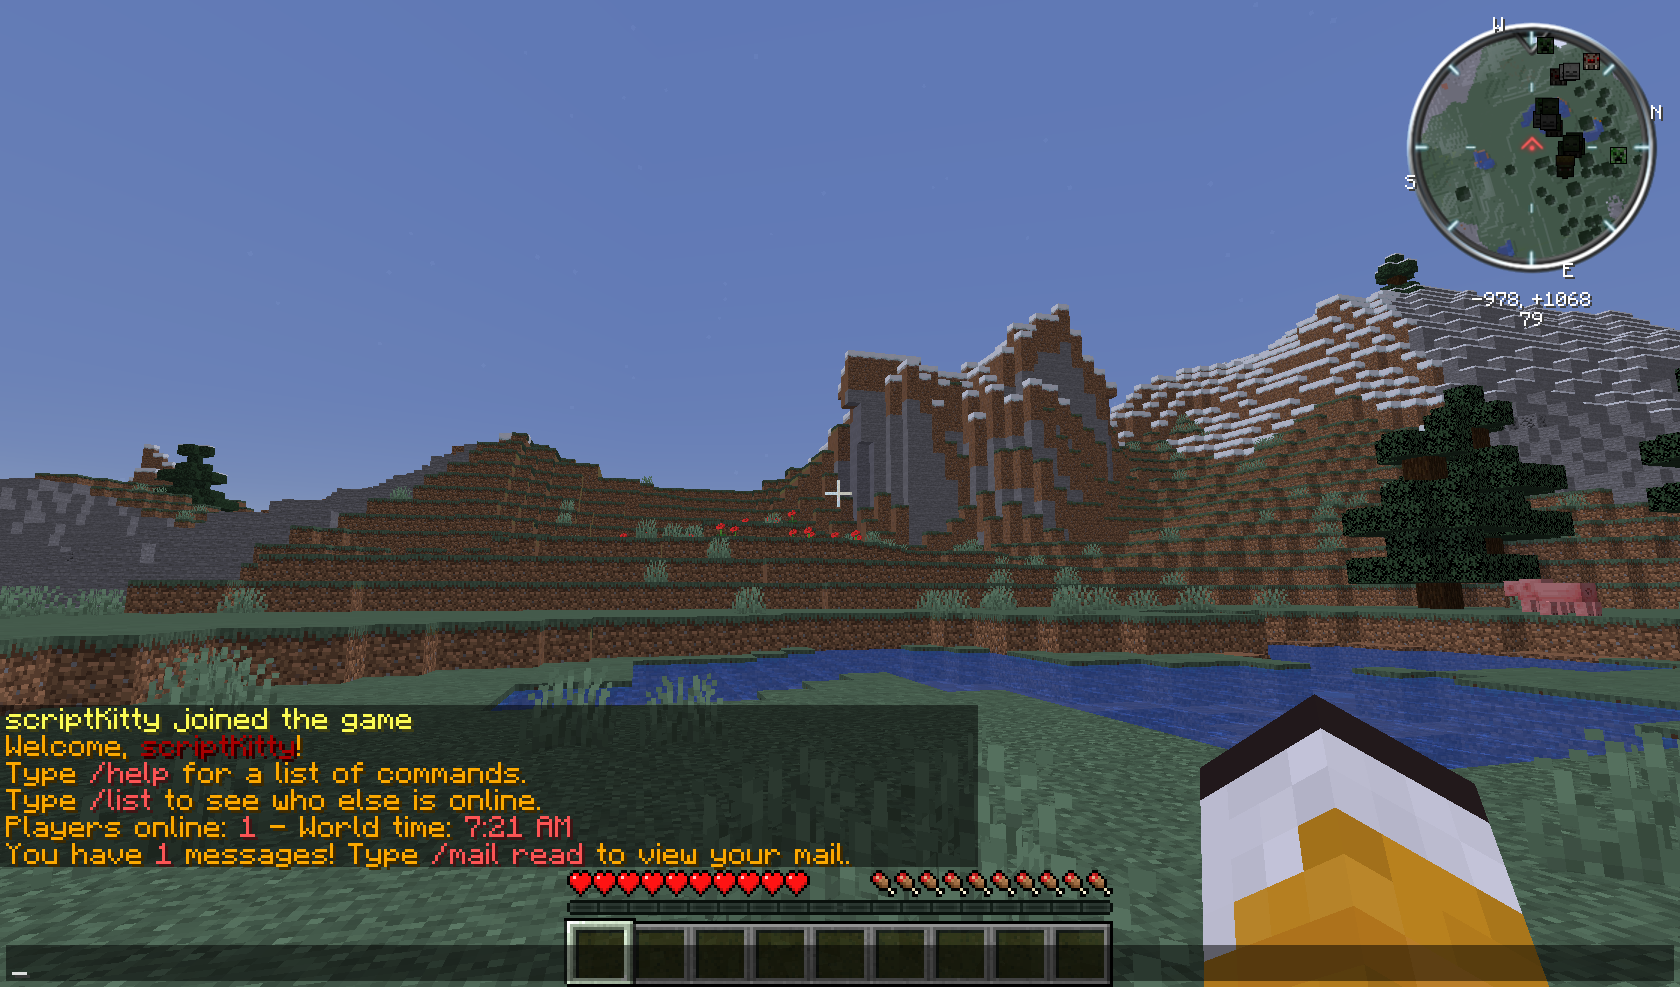 W
N
S
E
-978, +1068
79
scriptKitty joined the game
Welcome, scriptKitty!
Type /help for a list of commands.
Type /list to see who else is online.
Players online: 1 - World time: 7:21 AM
You have 1 messages! Type /mail read to view your mail.
_